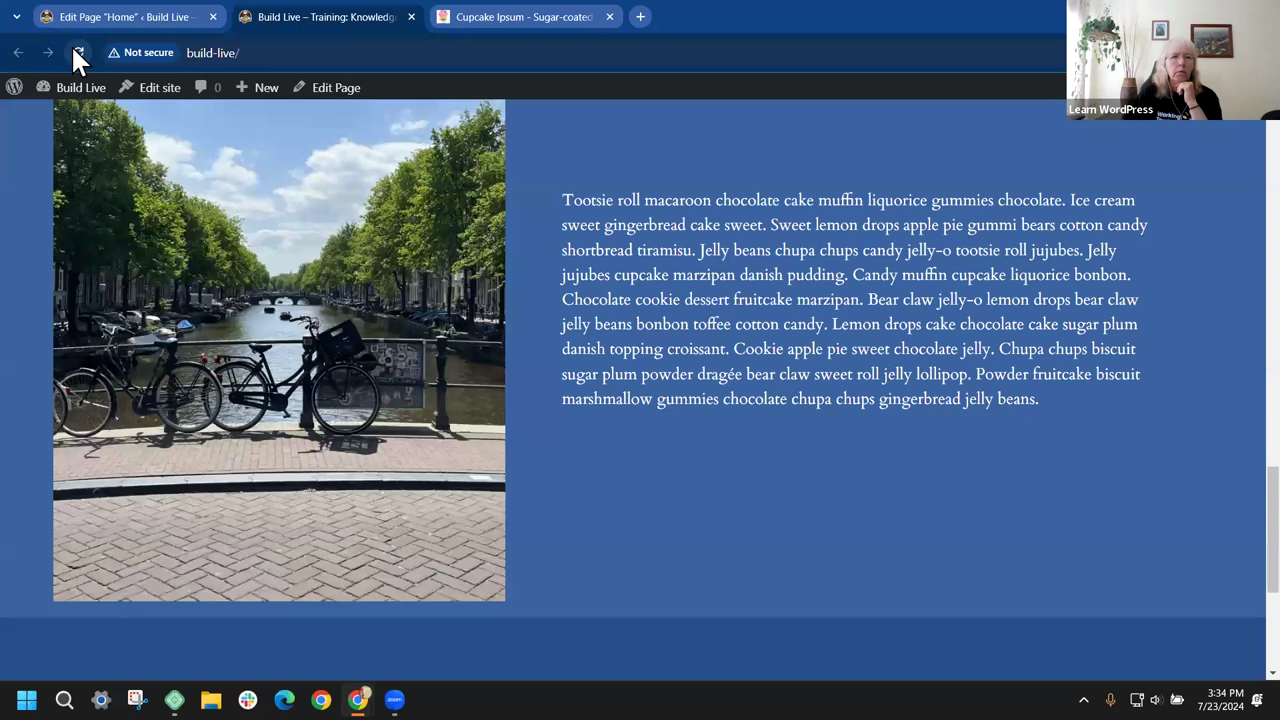 Edit Page "Home" ‹ Build Live –
Build Live – Training: Knowledg
Cupcake Ipsum - Sugar-coated
Not secure
build-live/
Build Live
Edit site
0
New
Edit Page
Learn WordPress
Working
Tootsie roll macaroon chocolate cake muffin liquorice gummies chocolate. Ice cream
sweet gingerbread cake sweet. Sweet lemon drops apple pie gummi bears cotton candy
shortbread tiramisu. Jelly beans chupa chups candy jelly-o tootsie roll jujubes. Jelly
jujubes cupcake marzipan danish pudding. Candy muffin cupcake liquorice bonbon.
Chocolate cookie dessert fruitcake marzipan. Bear claw jelly-o lemon drops bear claw
jelly beans bonbon toffee cotton candy. Lemon drops cake chocolate cake sugar plum
danish topping croissant. Cookie apple pie sweet chocolate jelly. Chupa chups biscuit
sugar plum powder dragée bear claw sweet roll jelly lollipop. Powder fruitcake biscuit
marshmallow gummies chocolate chupa chups gingerbread jelly beans.
zoom
3:34 PM
7/23/2024